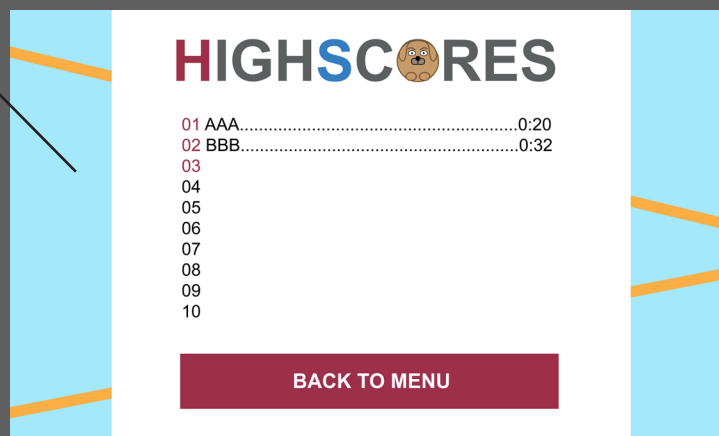 HIGHSCORES
01 AAA.......................................................0:20
02 BBB.......................................................0:32
03
04
05
06
07
08
09
10
BACK TO MENU